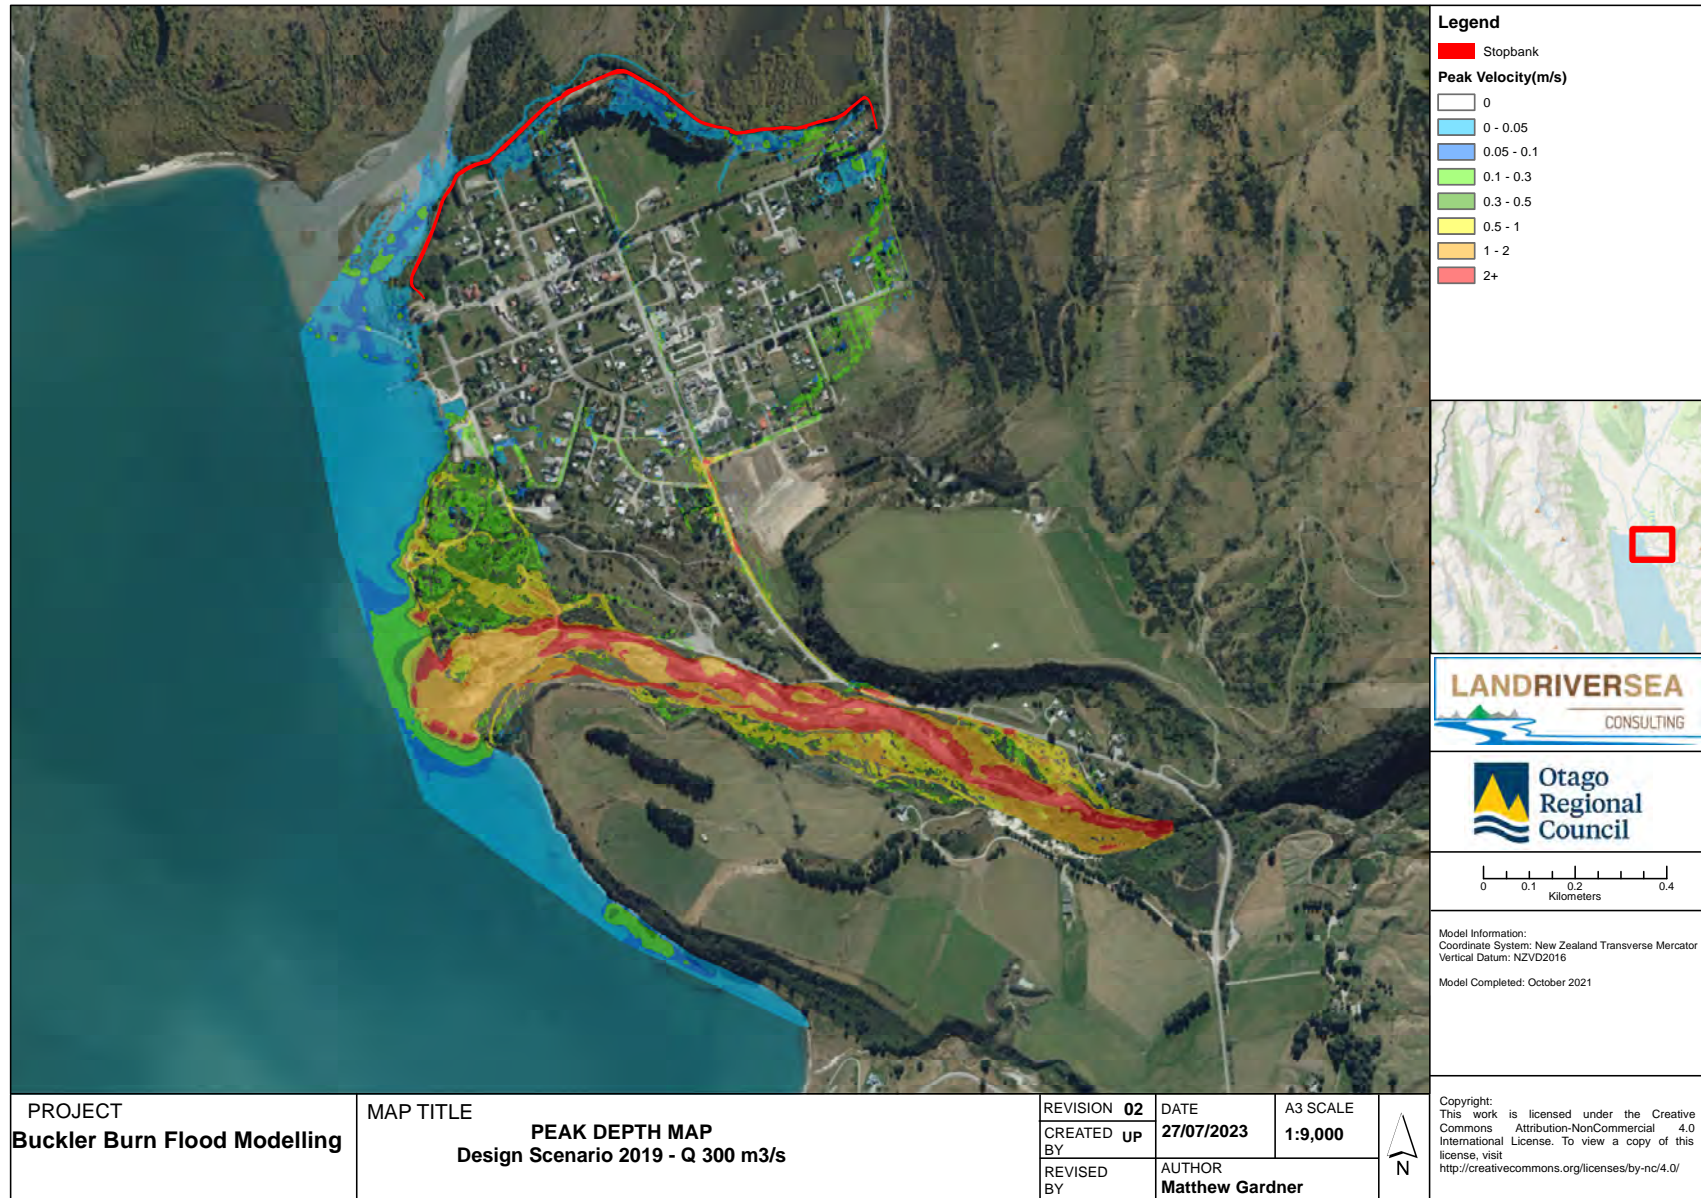 Legend
Stopbank
Peak Velocity(m/s)
0
0 - 0.05
0.05 - 0.1
0.1 - 0.3
0.3 - 0.5
0.5 - 1
1 - 2
2+
LANDRIVERSEA
CONSULTING
Otago
Regional
Council
0 0.1 0.2 0.4
Kilometers
Model Information:
Coordinate System: New Zealand Transverse Mercator
Vertical Datum: NZVD2016
Model Completed: October 2021
Copyright:
This work is licensed under the Creative
Commons Attribution-NonCommercial 4.0
International License. To view a copy of this
license, visit
http://creativecommons.org/licenses/by-nc/4.0/
PROJECT
Buckler Burn Flood Modelling
MAP TITLE
PEAK DEPTH MAP
Design Scenario 2019 - Q 300 m3/s
REVISION 02
CREATED BY UP
REVISED BY
DATE
27/07/2023
A3 SCALE
1:9,000
AUTHOR
Matthew Gardner
N